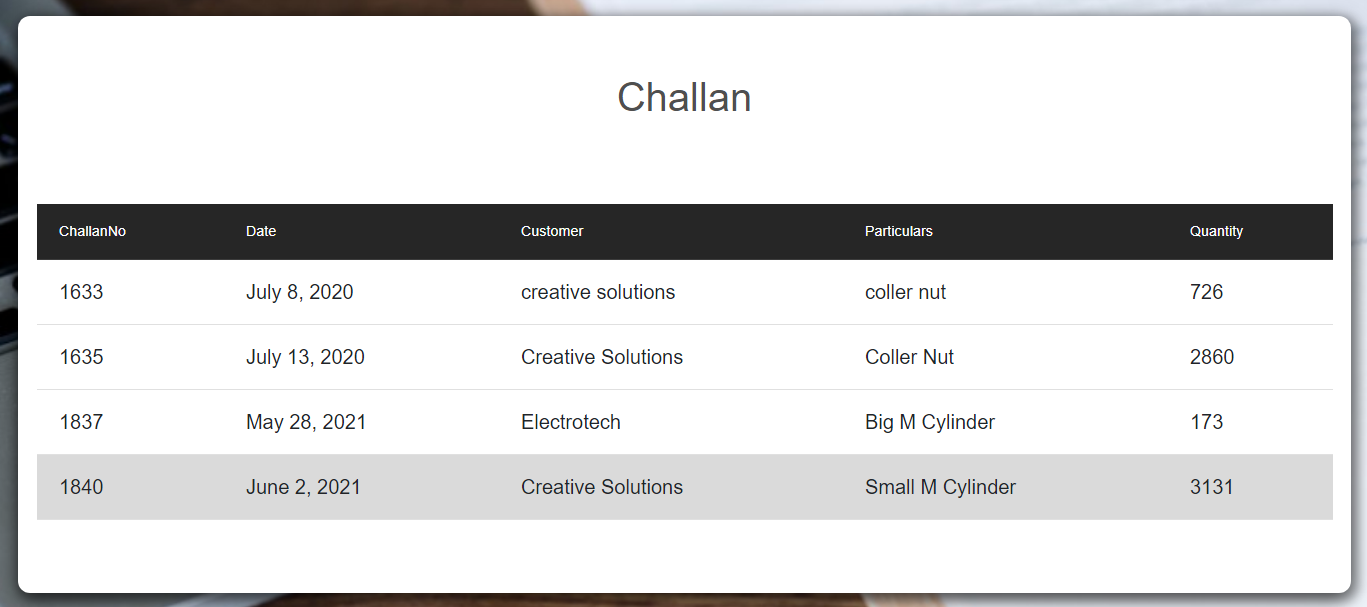 Challan
ChallanNo Date Customer Particulars Quantity
1633 July 8, 2020 creative solutions coller nut 726
1635 July 13, 2020 Creative Solutions Coller Nut 2860
1837 May 28, 2021 Electrotech Big M Cylinder 173
1840 June 2, 2021 Creative Solutions Small M Cylinder 3131